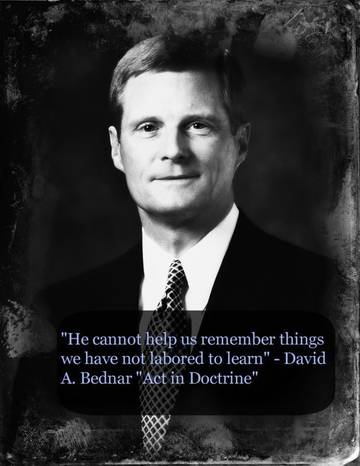 "He cannot help us remember things
we have not labored to learn" - David
A. Bednar "Act in Doctrine"